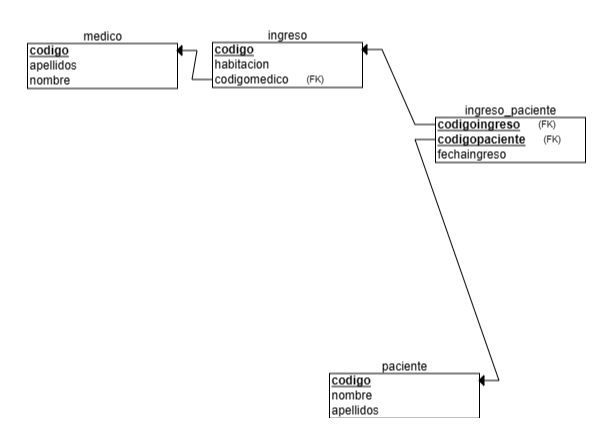 medico
codigo
apellidos
nombre
ingreso
codigo
habitacion
codigomedico (FK)
ingreso_paciente
codigoingreso (FK)
codigopaciente (FK)
fechaingreso
paciente
codigo
nombre
apellidos